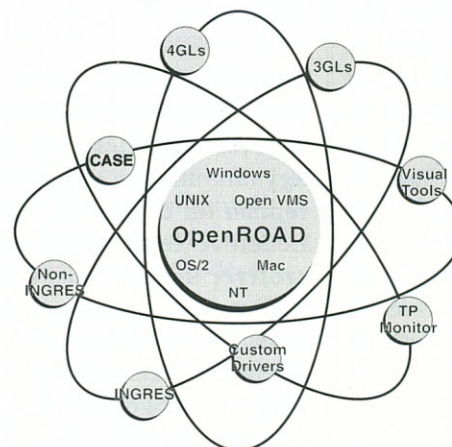 4GLs
3GLs
CASE
Windows
Visual
Tools
UNIX Open VMS
OpenROAD
OS/2 Mac
NT
Non-
INGRES
TP
Monitor
Custom
Drivers
INGRES